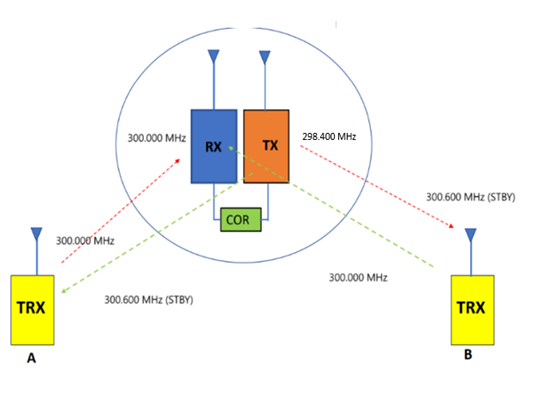 300.000 MHz
RX
TX
298.400 MHz
COR
300.600 MHz (STBY)
300.000 MHz
300.000 MHz
300.600 MHz (STBY)
TRX
TRX
A
B